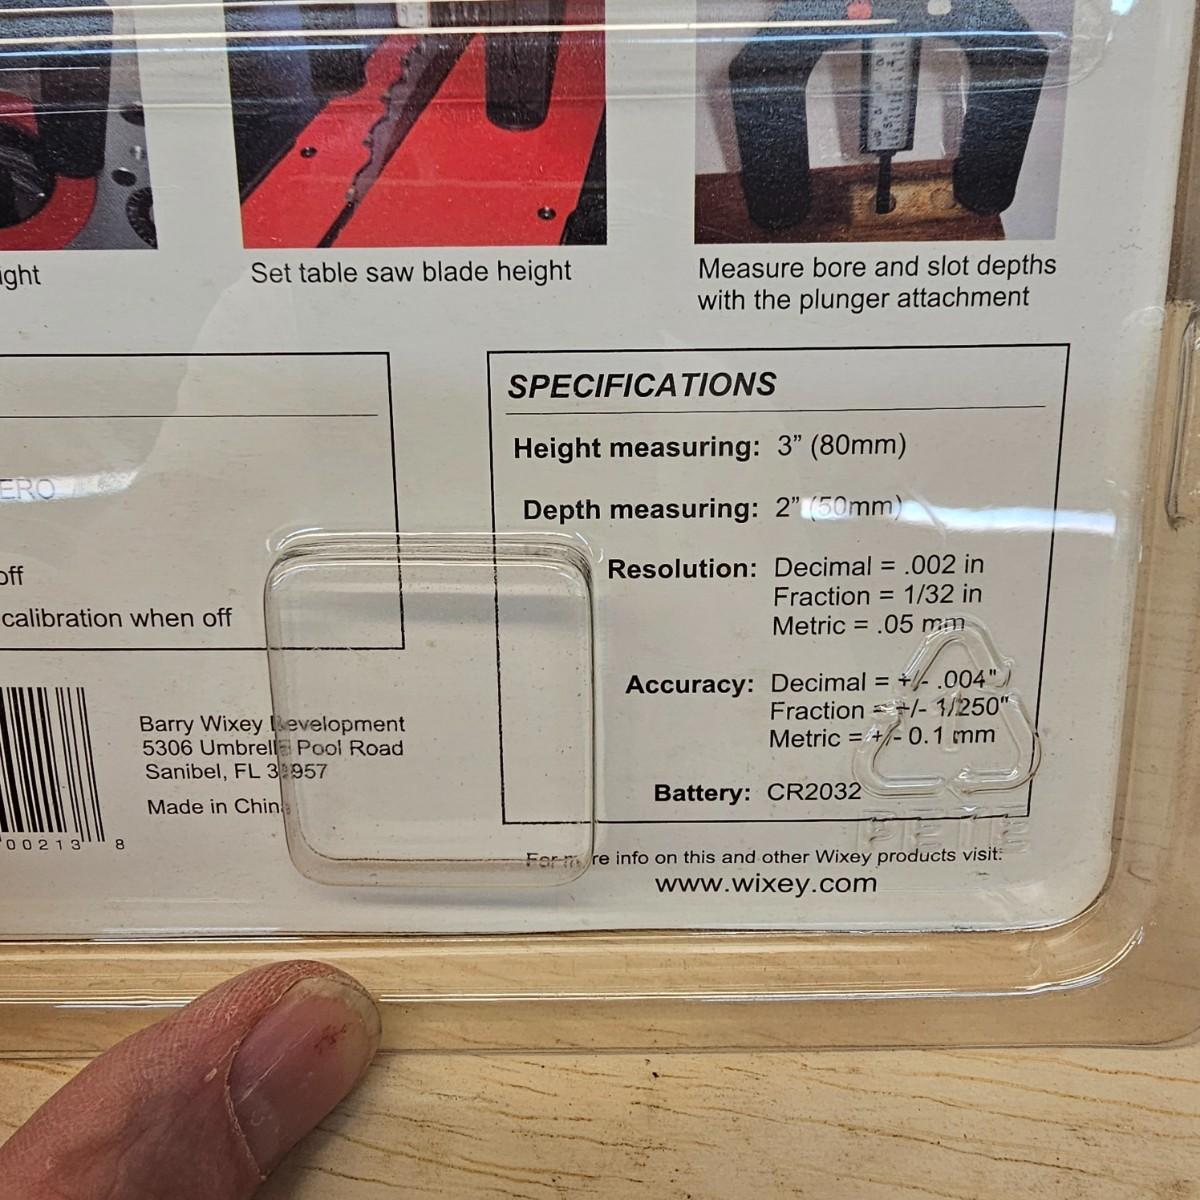 ight
Set table saw blade height
Measure bore and slot depths
with the plunger attachment
ERO
off
calibration when off
00213 8
Barry Wixey Development
5306 Umbrella Pool Road
Sanibel, FL 33957
Made in China
SPECIFICATIONS
Height measuring: 3” (80mm)
Depth measuring: 2” (50mm)
Resolution: Decimal = .002 in
Fraction = 1/32 in
Metric = .05 mm
Accuracy: Decimal = +/- .004"
Fraction = +/- 1/250"
Metric = +/- 0.1 mm
Battery: CR2032
For more info on this and other Wixey products visit:
www.wixey.com
1
PETE